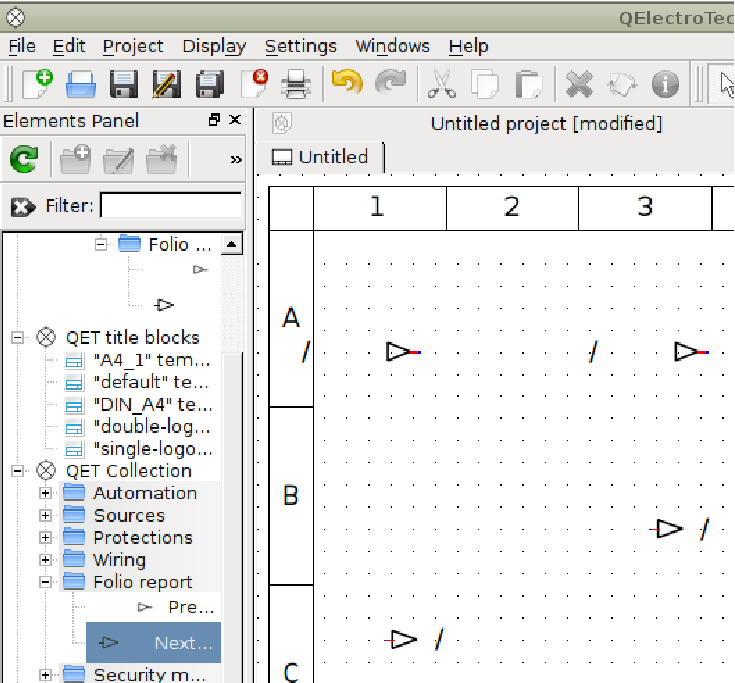 QElectroTec
File Edit Project Display Settings Windows Help
Elements Panel
Untitled project [modified]
»
Untitled
Filter:
1 2 3
Folio ...
A
/ /
QET title blocks
"A4_1" tem...
"default" te...
"DIN_A4" te...
"double-log...
"single-logo...
QET Collection
Automation
B
Sources
Protections
/
Wiring
Folio report
Pre...
Next...
/
Security m...
C